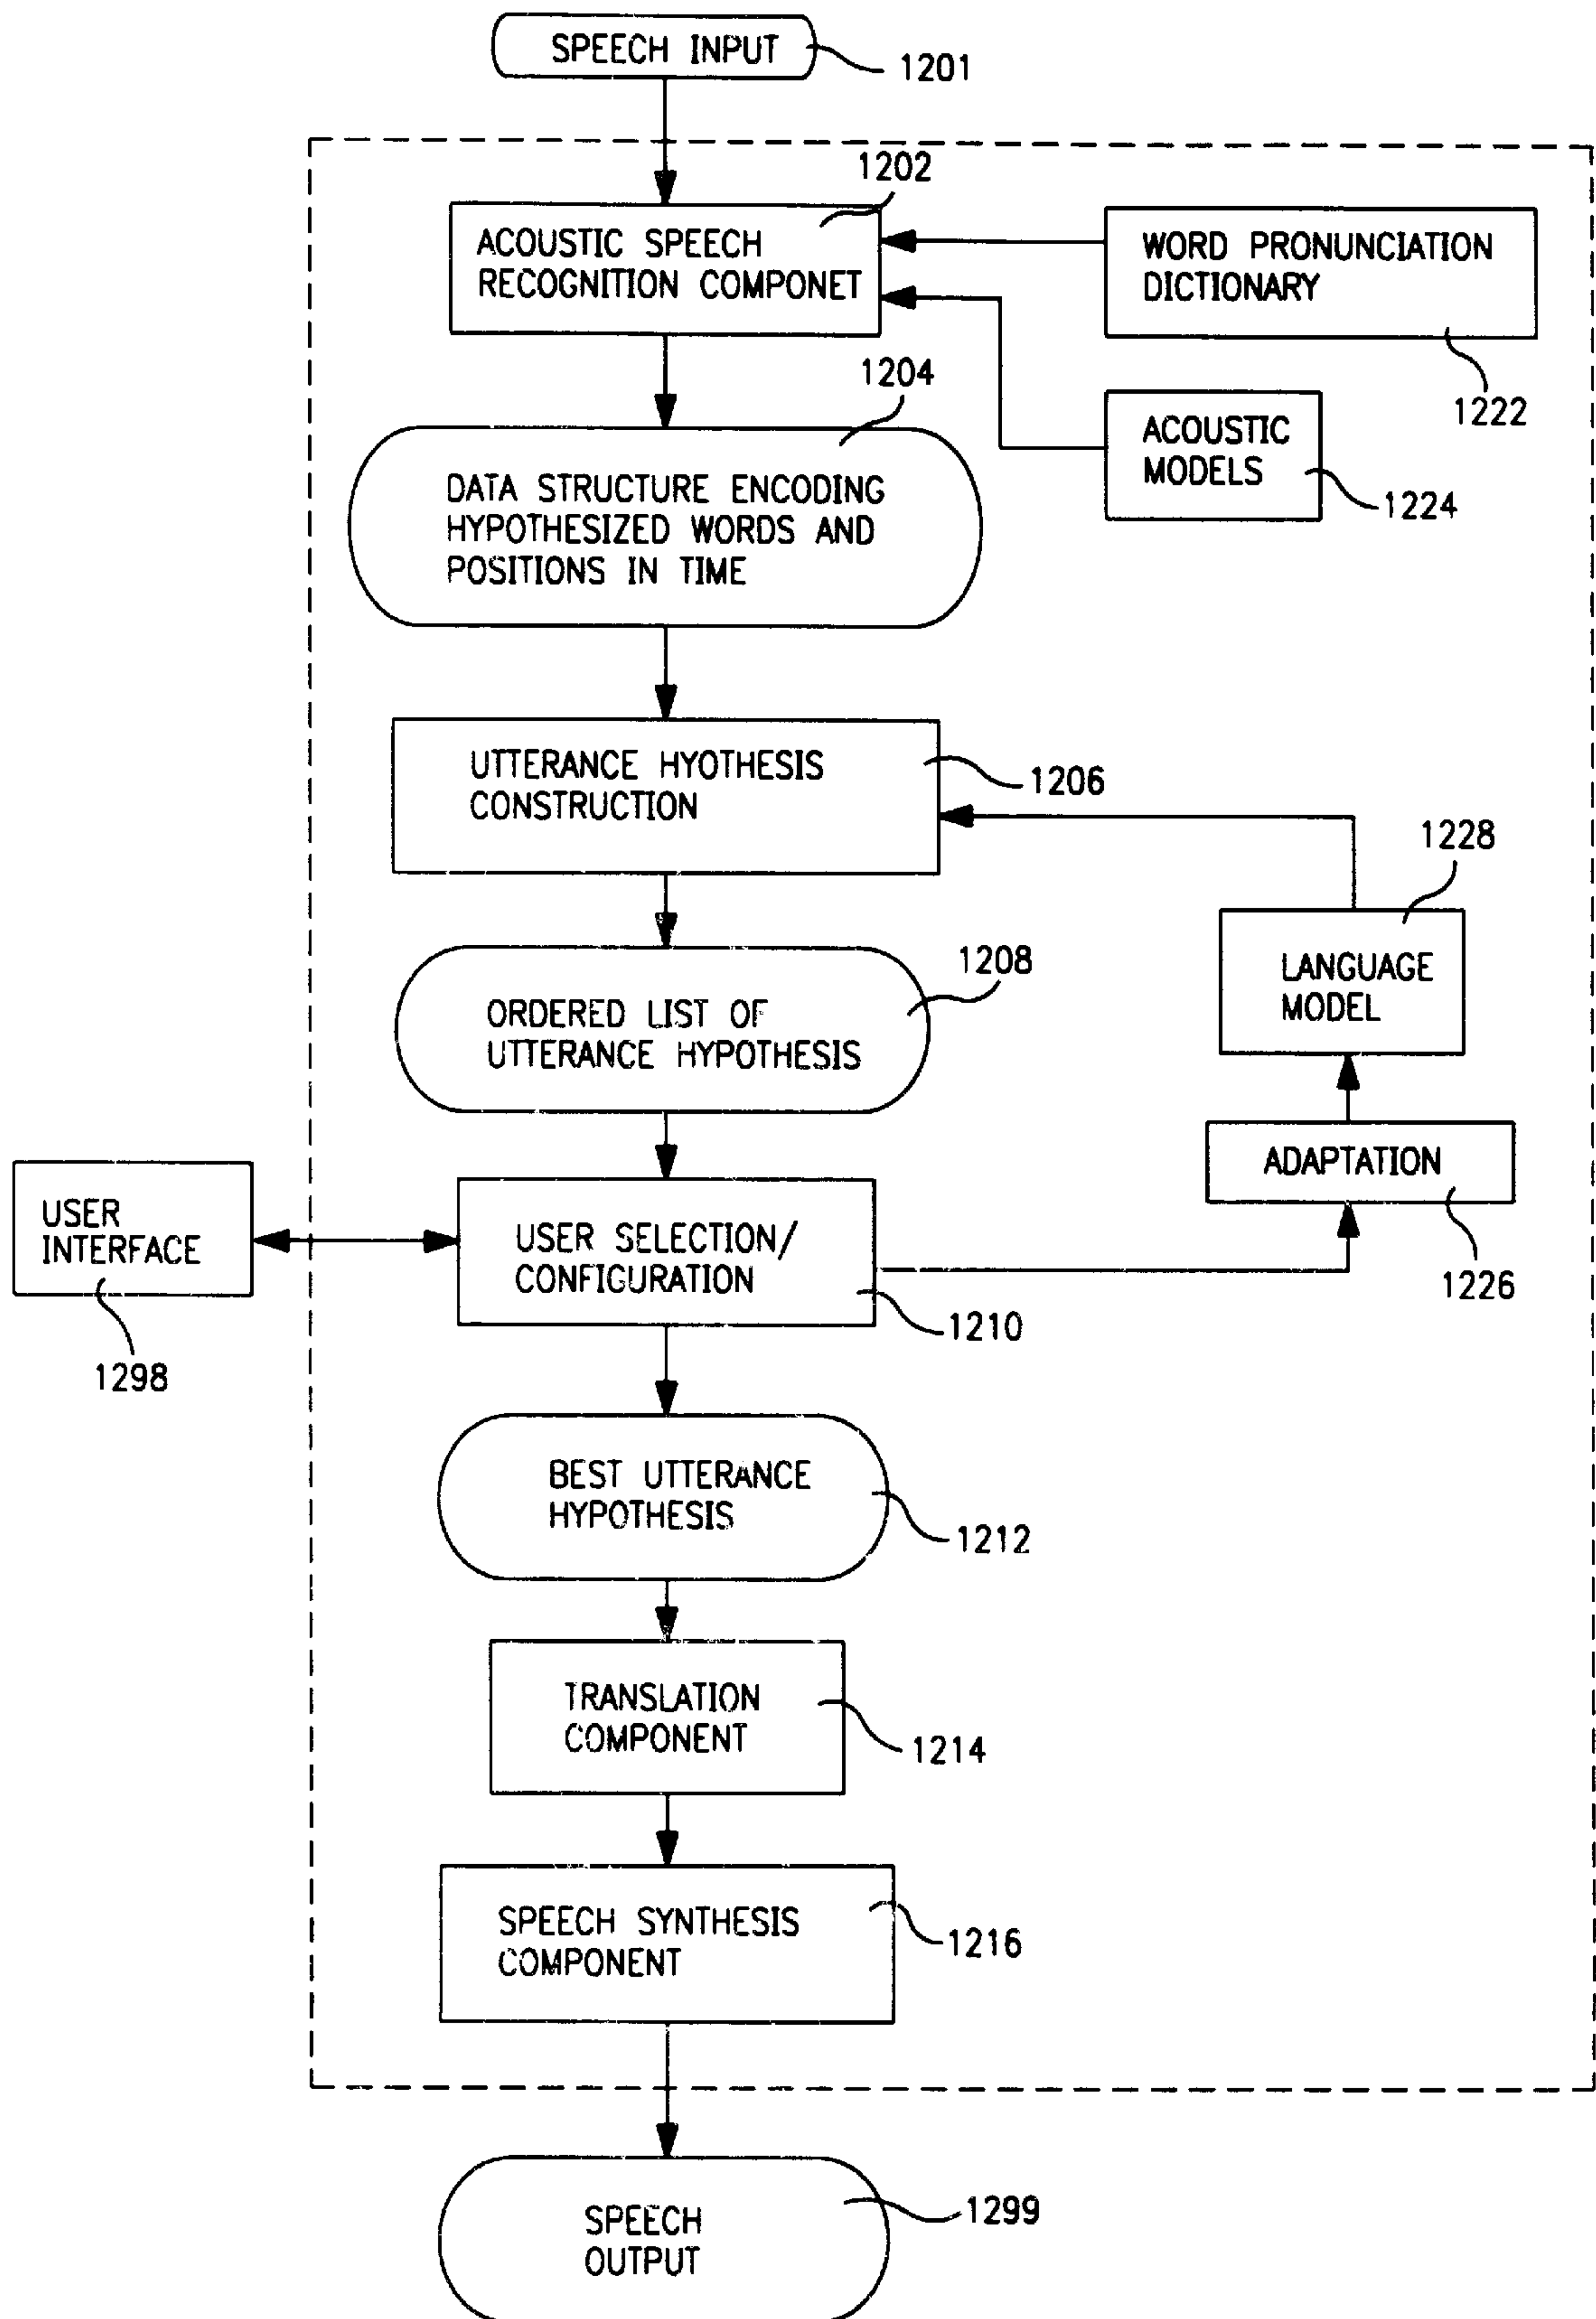 SPEECH INPUT
1201
1202
ACOUSTIC SPEECH
RECOGNITION COMPONET
WORD PRONUNCIATION
DICTIONARY
1222
1204
ACOUSTIC
MODELS
1224
DATA STRUCTURE ENCODING
HYPOTHESIZED WORDS AND
POSITIONS IN TIME
UTTERANCE HYOTHESIS
CONSTRUCTION
1206
1228
LANGUAGE
MODEL
1208
ORDERED LIST OF
UTTERANCE HYPOTHESIS
ADAPTATION
1226
USER
INTERFACE
1298
USER SELECTION/
CONFIGURATION
1210
BEST UTTERANCE
HYPOTHESIS
1212
TRANSLATION
COMPONENT
1214
SPEECH SYNTHESIS
COMPONENT
1216
SPEECH
OUTPUT
1299